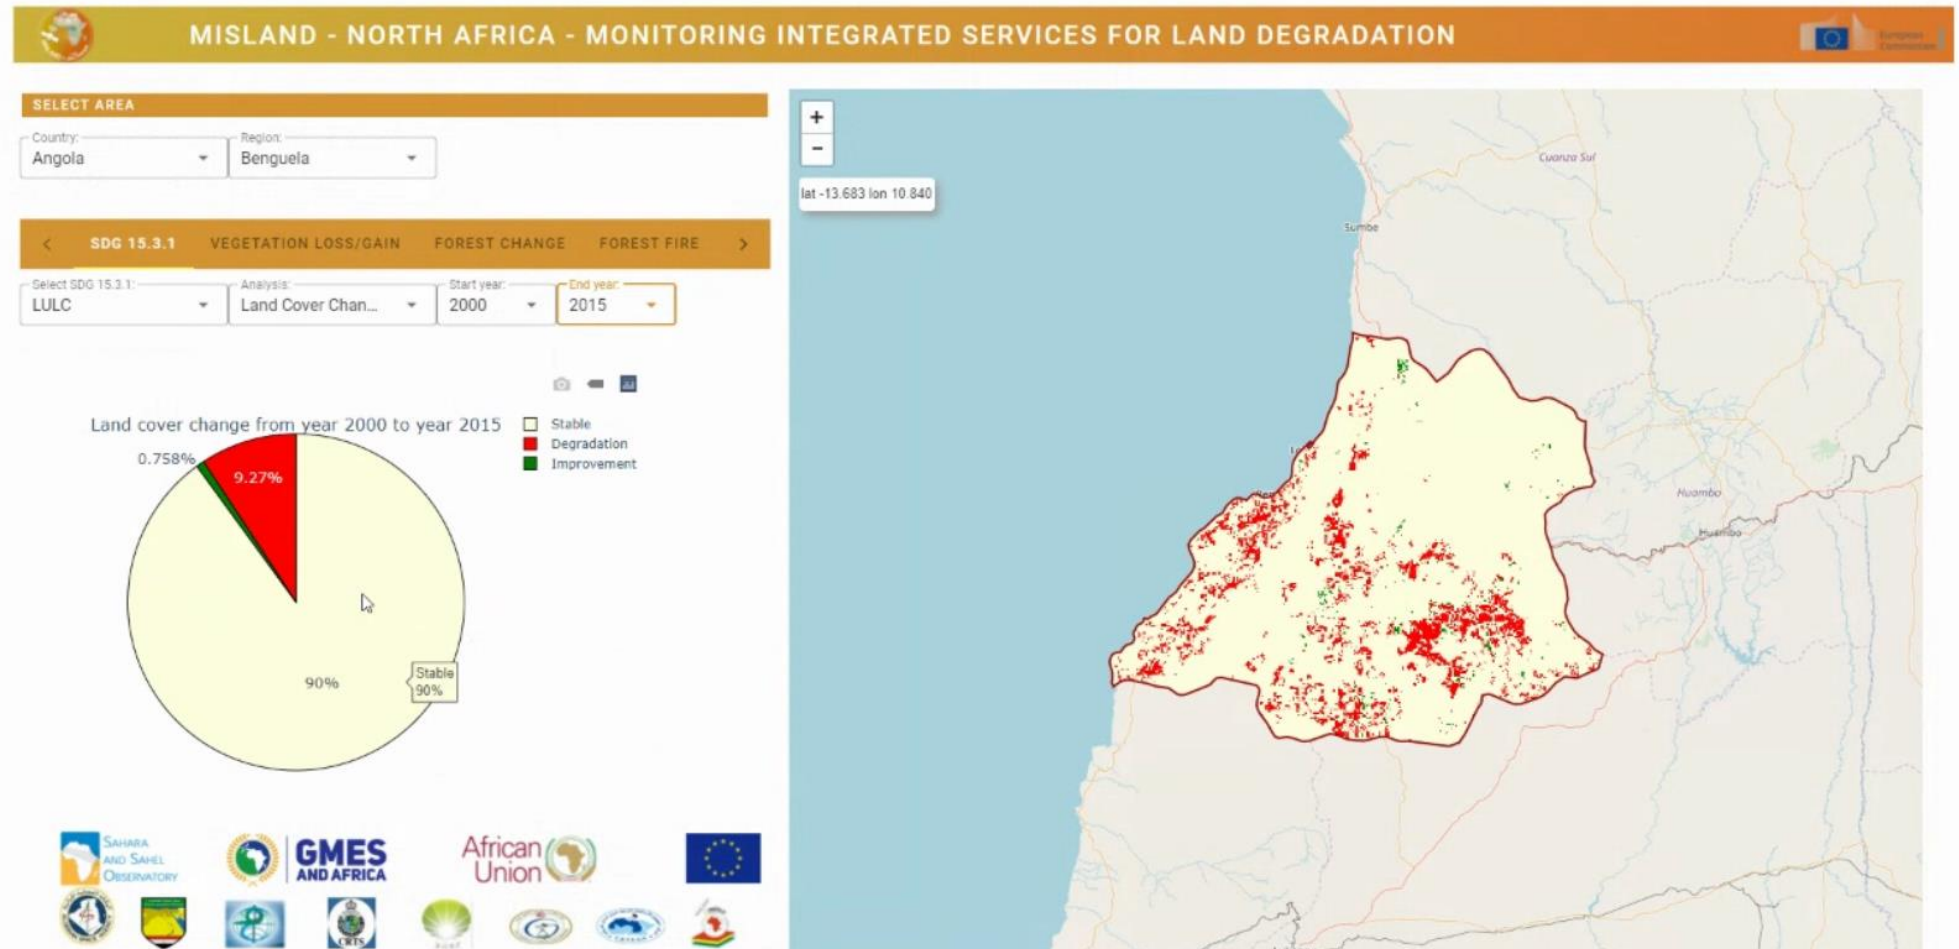 MISLAND - NORTH AFRICA - MONITORING INTEGRATED SERVICES FOR LAND DEGRADATION
European
Commission
SELECT AREA
Country:
Angola
Region:
Benguela
SDG 15.3.1
VEGETATION LOSS/GAIN
FOREST CHANGE
FOREST FIRE
Select SDG 15.3.1:
LULC
Analysis:
Land Cover Chan...
Start year:
2000
End year:
2015
Land cover change from year 2000 to year 2015
Stable
Degradation
Improvement
0.758%
9.27%
90%
Stable
90%
SAHARA
AND SAHEL
OBSERVATORY
GMES
AND AFRICA
African
Union
CRTS
+
−
lat -13.683 lon 10.840
Cuanza Sul
Sumbe
Huambo
Huambo